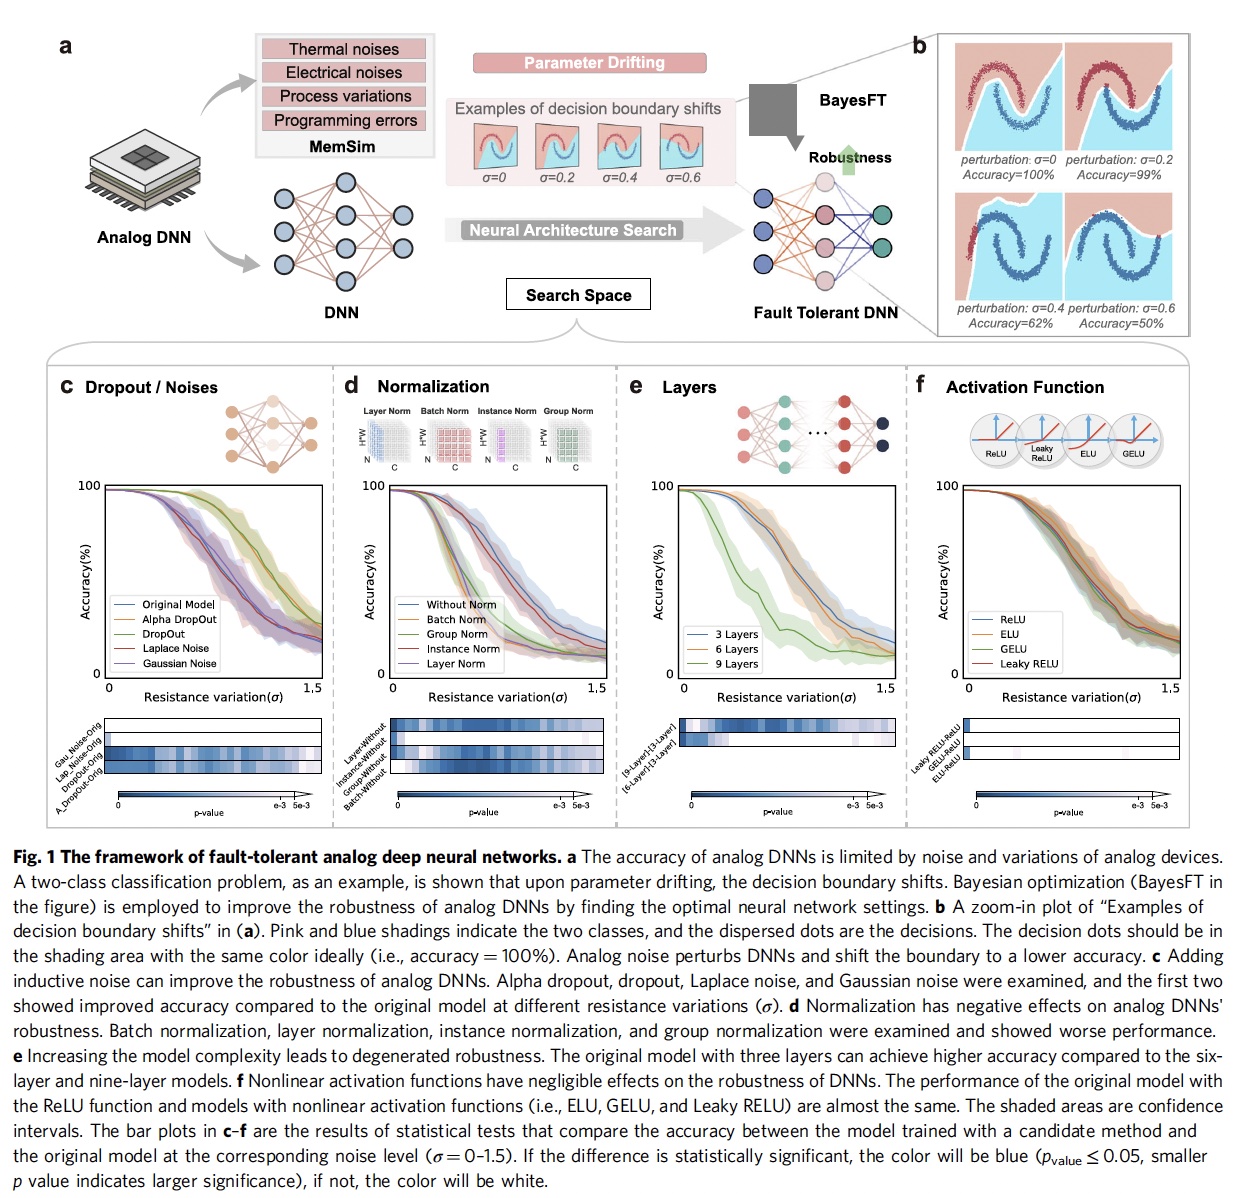 a
Thermal noises
Electrical noises
Process variations
Programming errors
MemSim
Analog DNN
DNN
Parameter Drifting
Examples of decision boundary shifts
σ=0
σ=0.2
σ=0.4
σ=0.6
Neural Architecture Search
Search Space
BayesFT
Robustness
Fault Tolerant DNN
b
perturbation: σ=0
Accuracy=100%
perturbation: σ=0.2
Accuracy=99%
perturbation: σ=0.4
Accuracy=62%
perturbation: σ=0.6
Accuracy=50%
c Dropout / Noises
100
Accuracy(%)
Original Model
Alpha DropOut
DropOut
Laplace Noise
Gaussian Noise
0
0
1.5
Resistance variation(σ)
Gau_Noise-Orig
Lap_Noise-Orig
DropOut-Orig
A_DropOut-Orig
0
e-3
5e-3
p-value
d Normalization
Layer Norm
Batch Norm
Instance Norm
Group Norm
H*W
N
C
H*W
N
C
H*W
N
C
H*W
N
C
100
Accuracy(%)
Without Norm
Batch Norm
Group Norm
Instance Norm
Layer Norm
0
0
1.5
Resistance variation(σ)
Layer-Without
Instance-Without
Group-Without
Batch-Without
0
e-3
5e-3
p-value
e Layers
...
100
Accuracy(%)
3 Layers
6 Layers
9 Layers
0
0
1.5
Resistance variation(σ)
[9-Layer]-[3-Layer]
[6-Layer]-[3-Layer]
0
e-3
5e-3
p-value
f Activation Function
ReLU
Leaky
ReLU
ELU
GELU
100
Accuracy(%)
ReLU
ELU
GELU
Leaky RELU
0
0
1.5
Resistance variation(σ)
Leaky RELU-ReLU
GELU-ReLU
ELU-ReLU
0
e-3
5e-3
p-value
Fig. 1 The framework of fault-tolerant analog deep neural networks. a The accuracy of analog DNNs is limited by noise and variations of analog devices.
A two-class classification problem, as an example, is shown that upon parameter drifting, the decision boundary shifts. Bayesian optimization (BayesFT in
the figure) is employed to improve the robustness of analog DNNs by finding the optimal neural network settings. b A zoom-in plot of “Examples of
decision boundary shifts” in (a). Pink and blue shadings indicate the two classes, and the dispersed dots are the decisions. The decision dots should be in
the shading area with the same color ideally (i.e., accuracy = 100%). Analog noise perturbs DNNs and shift the boundary to a lower accuracy. c Adding
inductive noise can improve the robustness of analog DNNs. Alpha dropout, dropout, Laplace noise, and Gaussian noise were examined, and the first two
showed improved accuracy compared to the original model at different resistance variations (σ). d Normalization has negative effects on analog DNNs'
robustness. Batch normalization, layer normalization, instance normalization, and group normalization were examined and showed worse performance.
e Increasing the model complexity leads to degenerated robustness. The original model with three layers can achieve higher accuracy compared to the six-
layer and nine-layer models. f Nonlinear activation functions have negligible effects on the robustness of DNNs. The performance of the original model with
the ReLU function and models with nonlinear activation functions (i.e., ELU, GELU, and Leaky RELU) are almost the same. The shaded areas are confidence
intervals. The bar plots in c–f are the results of statistical tests that compare the accuracy between the model trained with a candidate method and
the original model at the corresponding noise level (σ = 0–1.5). If the difference is statistically significant, the color will be blue (pvalue ≤ 0.05, smaller
p value indicates larger significance), if not, the color will be white.